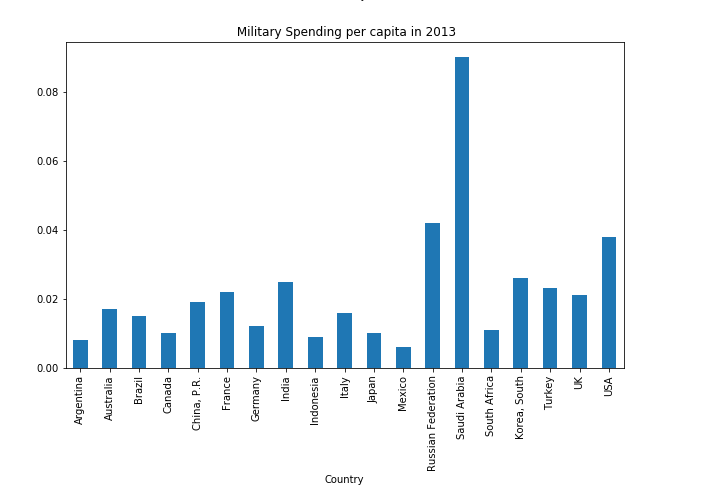 Military Spending per capita in 2013
0.08
0.06
0.04
0.02
0.00
Argentina
Australia
Brazil
Canada
China, P.R.
France
Germany
India
Indonesia
Italy
Japan
Mexico
Russian Federation
Saudi Arabia
South Africa
Korea, South
Turkey
UK
USA
Country